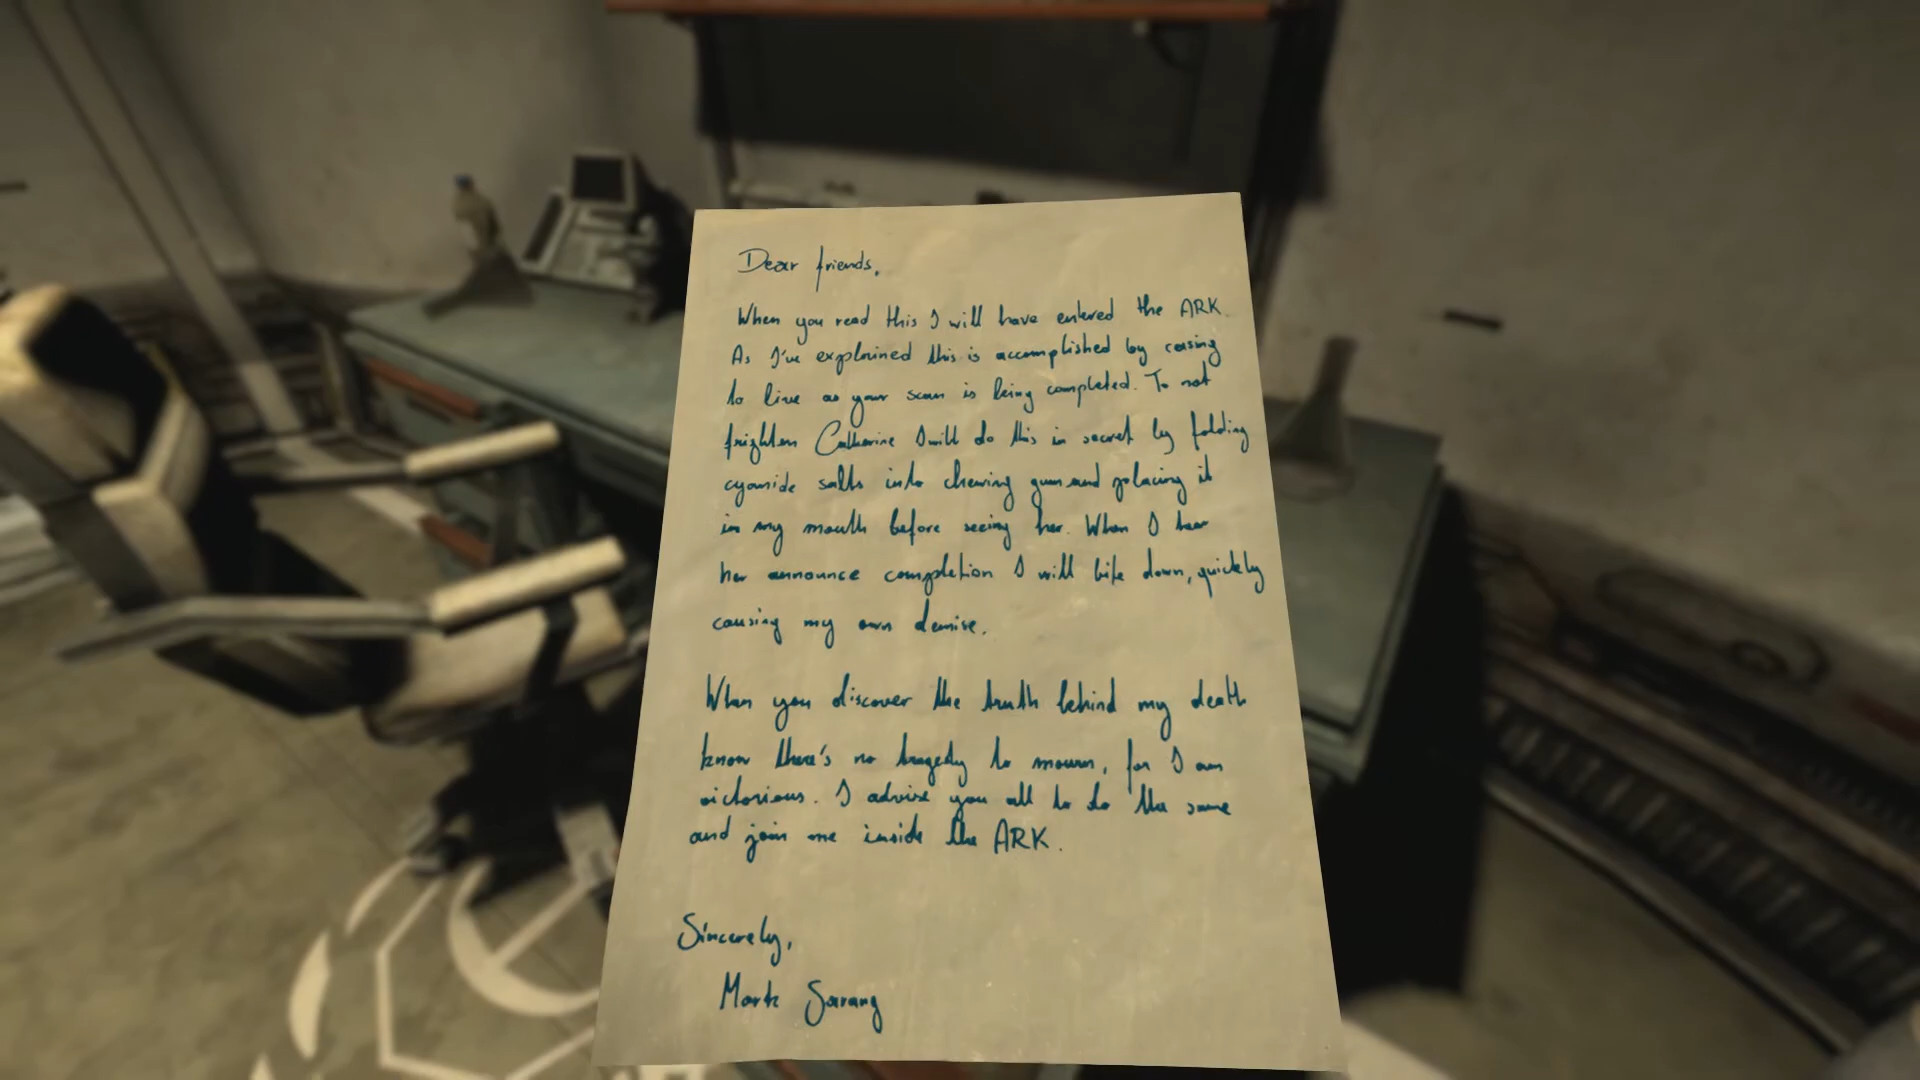 Dear friends,
When you read this I will have entered the ARK.
As I've explained this is accomplished by ceasing
to live as your scan is being completed. To not
frighten Catherine I will do this in secret by folding
cyanide salts into chewing gum and placing it
in my mouth before seeing her. When I hear
her announce completion I will bite down, quickly
causing my own demise.
When you discover the truth behind my death
know there's no tragedy to mourn, for I am
victorious. I advise you all to do the same
and join me inside the ARK.
Sincerely,
Mark Sarang